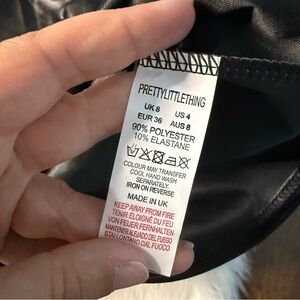 PRETTYLITTLETHING
UK 8 US 4
EUR 36 AUS 8
90% POLYESTER
10% ELASTANE
COLOUR MAY TRANSFER
COOL HAND WASH
SEPARATELY
IRON ON REVERSE
MADE IN UK
KEEP AWAY FROM FIRE
TENIR ÉLOIGNÉ DU FEU
VON FEUER FERNHALTEN
MANTENER ALEJADO DEL FUEGO
STAI LONTANO DAL FUOCO